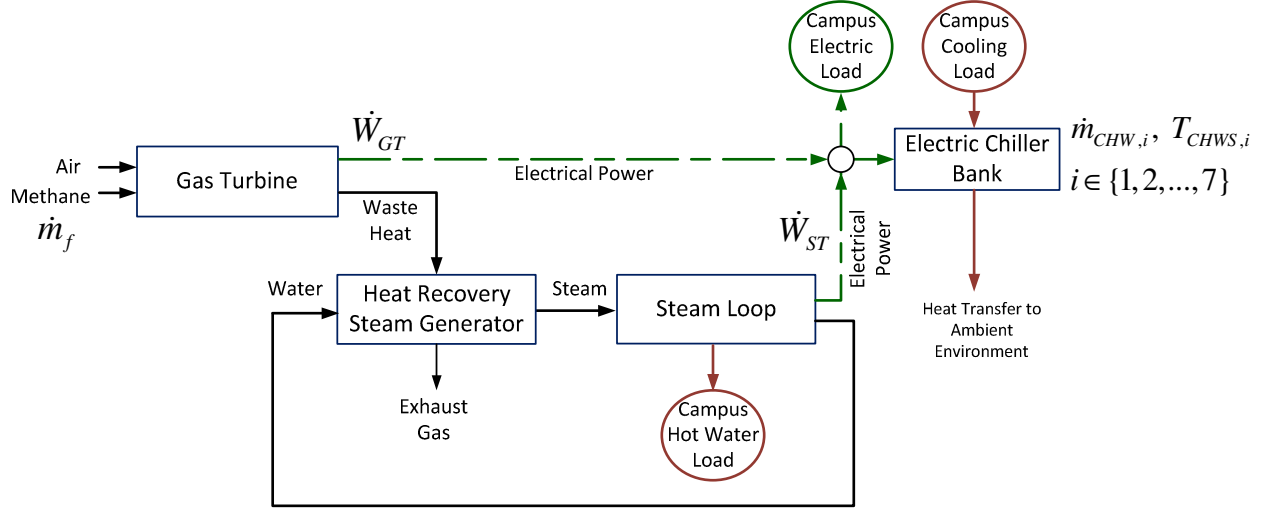 Campus
Electric
Load
Campus
Cooling
Load
Ẇ_GT
Air
Methane
ṁ_f
Gas Turbine
Electrical Power
Electric Chiller
Bank
ṁ_CHW,i, T_CHWS,i
i ∈ {1, 2, ..., 7}
Waste
Heat
Ẇ_ST
Electrical
Power
Water
Heat Recovery
Steam Generator
Steam
Steam Loop
Heat Transfer to
Ambient
Environment
Exhaust
Gas
Campus
Hot Water
Load